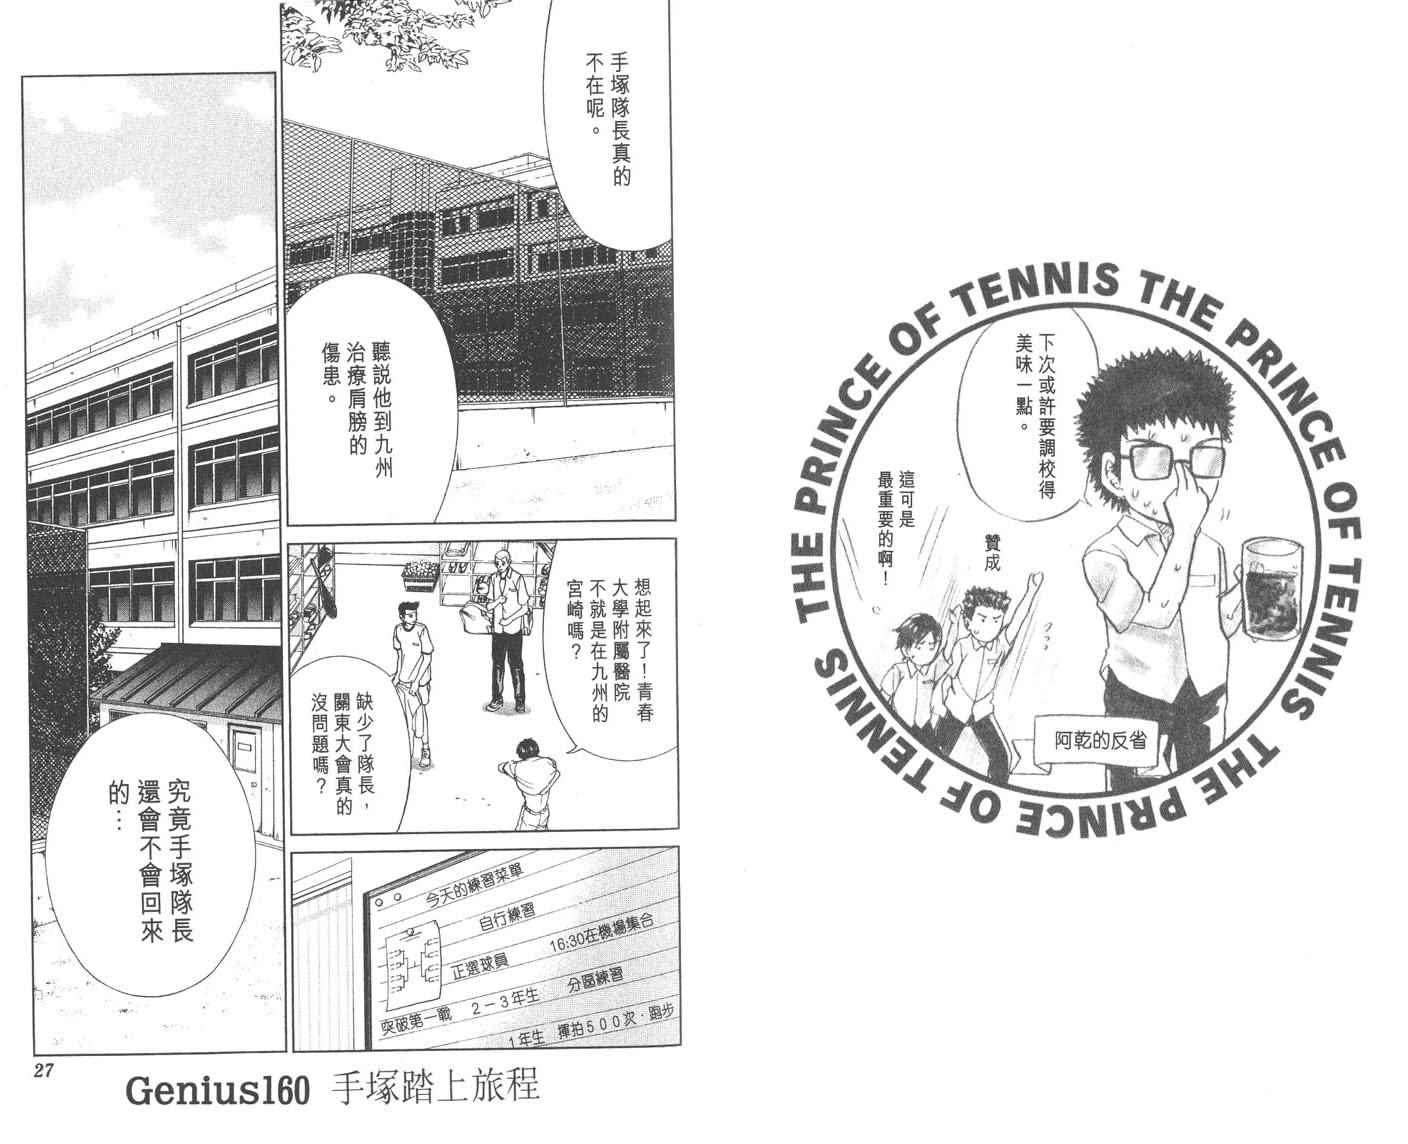 THE PRINCE OF TENNIS THE PRINCE OF TENNIS THE PRINCE OF TENNIS
下次或許要調校得
美味一點。
贊成
這可是
最重要的啊！
阿乾的反省
手塚隊長真的
不在呢。
聽說他到九州
治療肩膀的
傷患。
想起來了！青春
大學附屬醫院
不就是在九州的
宮崎嗎？
缺少了隊長，
關東大會真的
沒問題嗎？
今天的練習菜單
自行練習
正選球員 16:30在機場集合
突破第一戰 2－3年生 分區練習
1年生 揮拍500次·跑步
究竟手塚隊長
還會不會回來
的…
27
Genius160 手塚踏上旅程